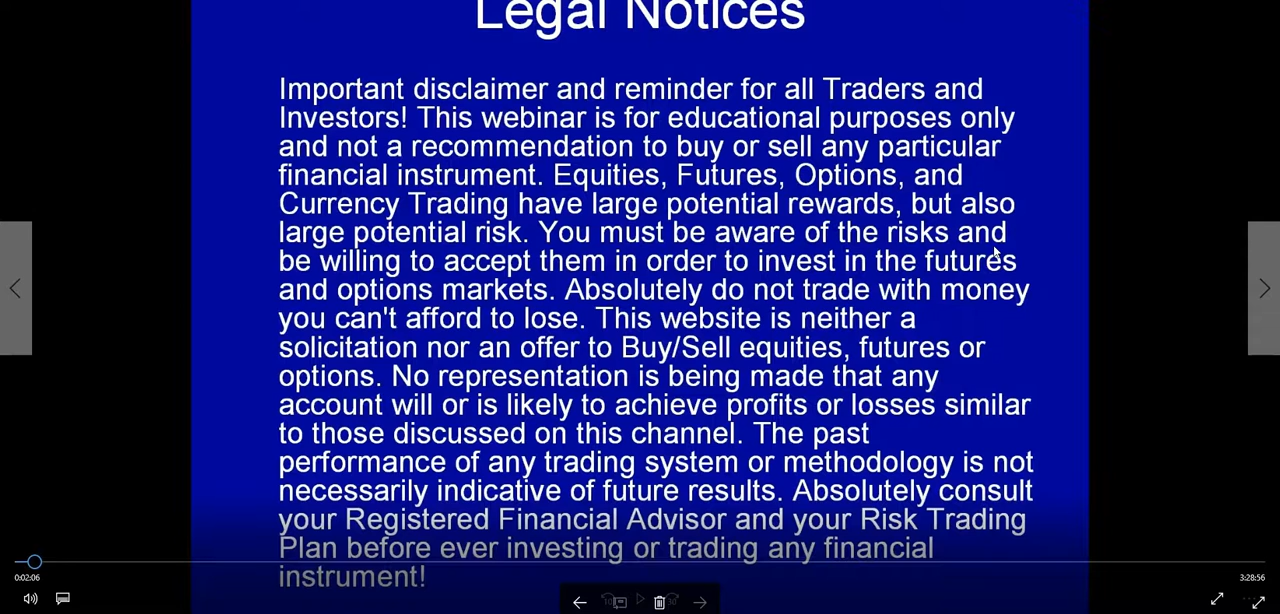 Legal Notices
Important disclaimer and reminder for all Traders and
Investors! This webinar is for educational purposes only
and not a recommendation to buy or sell any particular
financial instrument. Equities, Futures, Options, and
Currency Trading have large potential rewards, but also
large potential risk. You must be aware of the risks and
be willing to accept them in order to invest in the futures
and options markets. Absolutely do not trade with money
you can't afford to lose. This website is neither a
solicitation nor an offer to Buy/Sell equities, futures or
options. No representation is being made that any
account will or is likely to achieve profits or losses similar
to those discussed on this channel. The past
performance of any trading system or methodology is not
necessarily indicative of future results. Absolutely consult
your Registered Financial Advisor and your Risk Trading
Plan before ever investing or trading any financial
instrument!
0:02:06
3:28:56
10
30